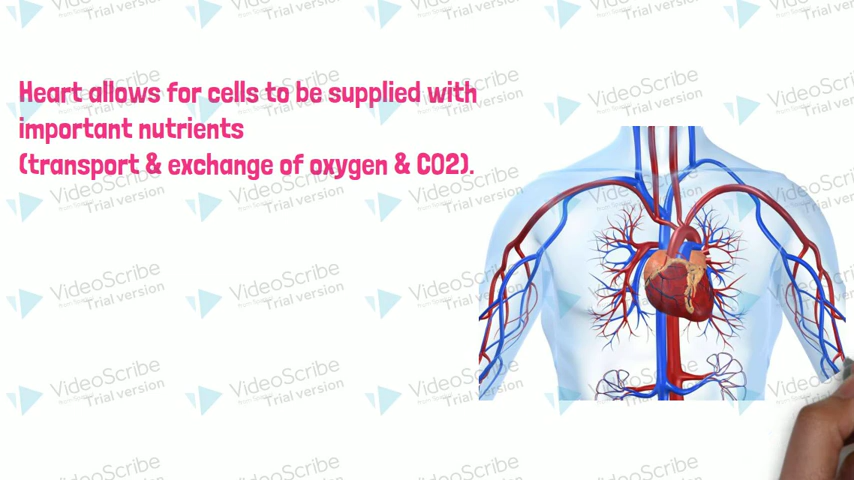 Heart allows for cells to be supplied with
important nutrients
(transport & exchange of oxygen & CO2).
VideoScribe
Trial version